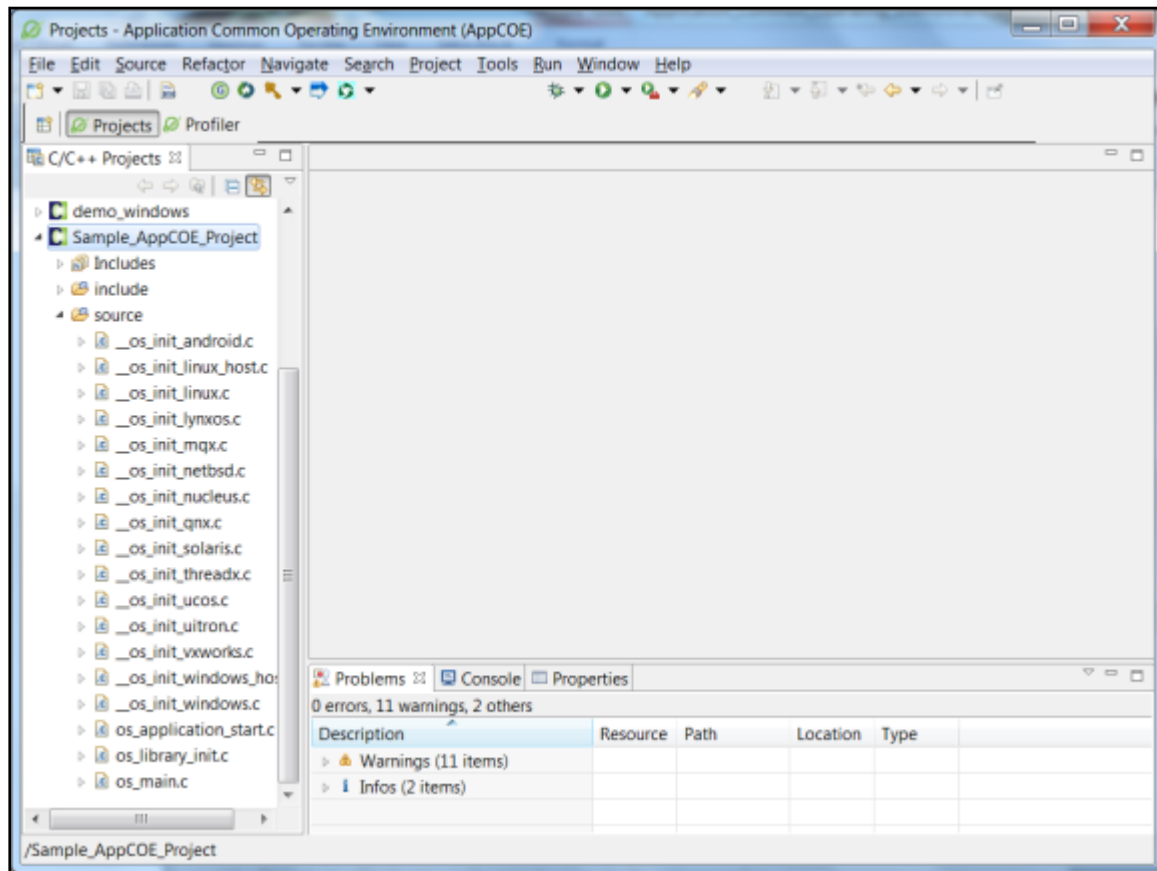 Projects - Application Common Operating Environment (AppCOE)
File Edit Source Refactor Navigate Search Project Tools Run Window Help
Projects Profiler
C/C++ Projects
demo_windows
Sample_AppCOE_Project
Includes
include
source
__os_init_android.c
__os_init_linux_host.c
__os_init_linux.c
__os_init_lynxos.c
__os_init_mqx.c
__os_init_netbsd.c
__os_init_nucleus.c
__os_init_qnx.c
__os_init_solaris.c
__os_init_threadx.c
__os_init_ucos.c
__os_init_uitron.c
__os_init_vxworks.c
__os_init_windows_hos
__os_init_windows.c
os_application_start.c
os_library_init.c
os_main.c
Problems Console Properties
0 errors, 11 warnings, 2 others
Description Resource Path Location Type
Warnings (11 items)
Infos (2 items)
/Sample_AppCOE_Project